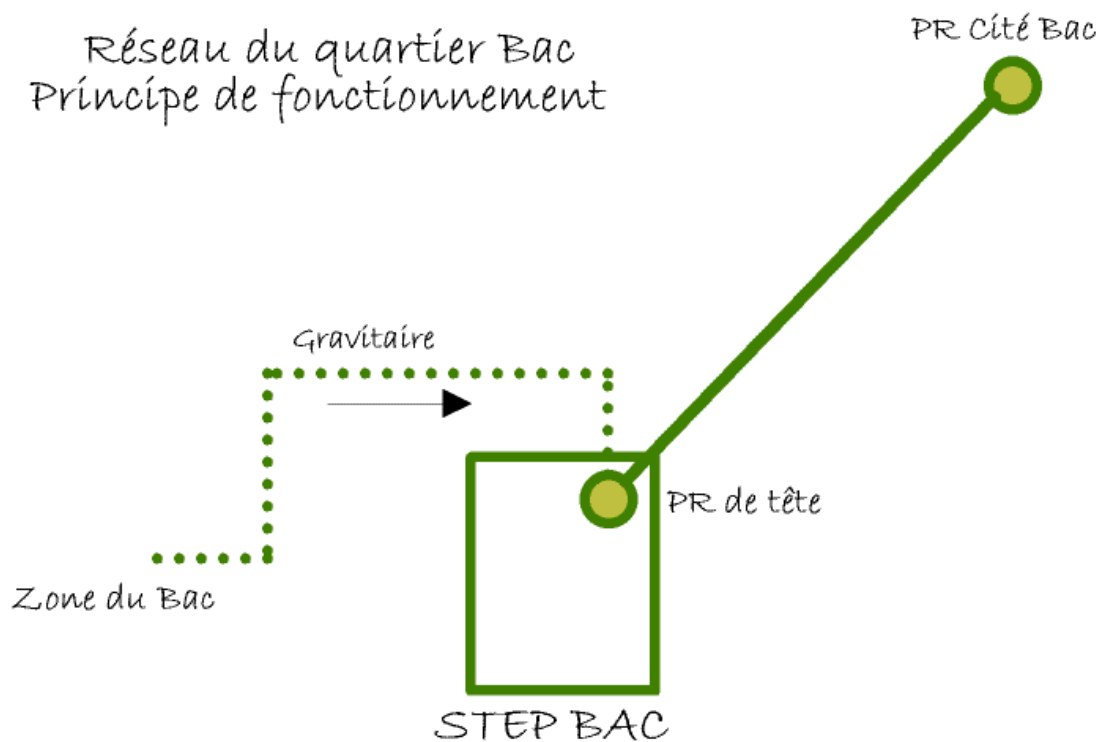 Réseau du quartier Bac
Principe de fonctionnement
PR Cité Bac
Gravitaire
PR de tête
Zone du Bac
STEP BAC